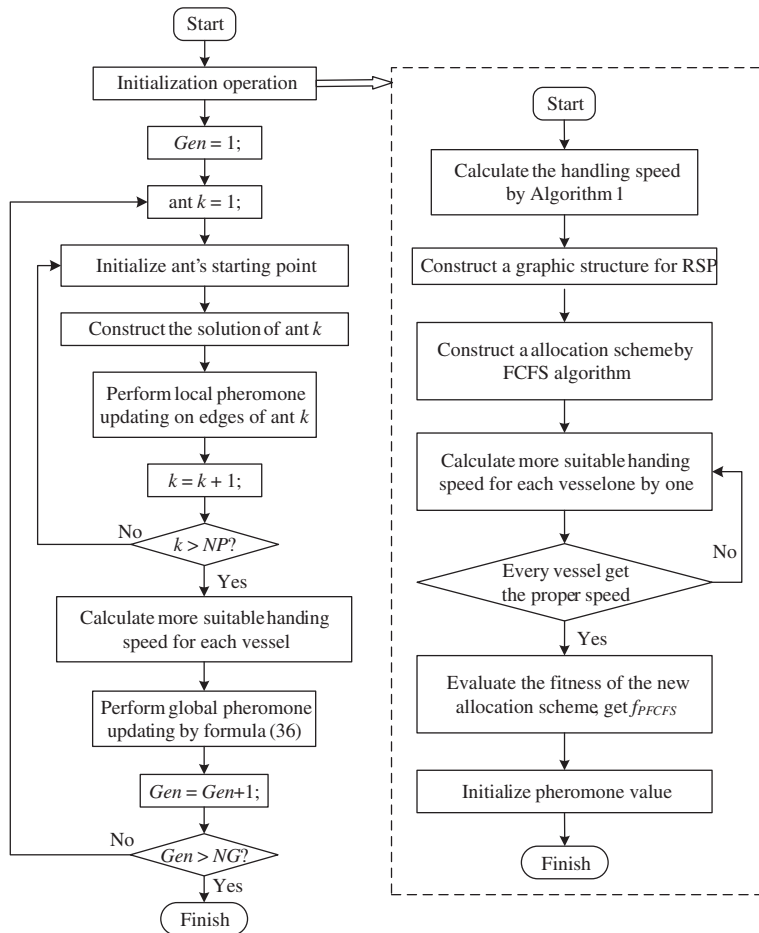 Start
Initialization operation
Gen = 1;
ant k = 1;
Initialize ant's starting point
Construct the solution of ant k
Perform local pheromone
updating on edges of ant k
k = k + 1;
No
k > NP?
Yes
Calculate more suitable handing
speed for each vessel
Perform global pheromone
updating by formula (36)
Gen = Gen+1;
No
Gen > NG?
Yes
Finish
Start
Calculate the handling speed
by Algorithm 1
Construct a graphic structure for RSP
Construct a allocation scheme by
FCFS algorithm
Calculate more suitable handing
speed for each vesselone by one
No
Every vessel get
the proper speed
Yes
Evaluate the fitness of the new
allocation scheme, get fPFCFS
Initialize pheromone value
Finish